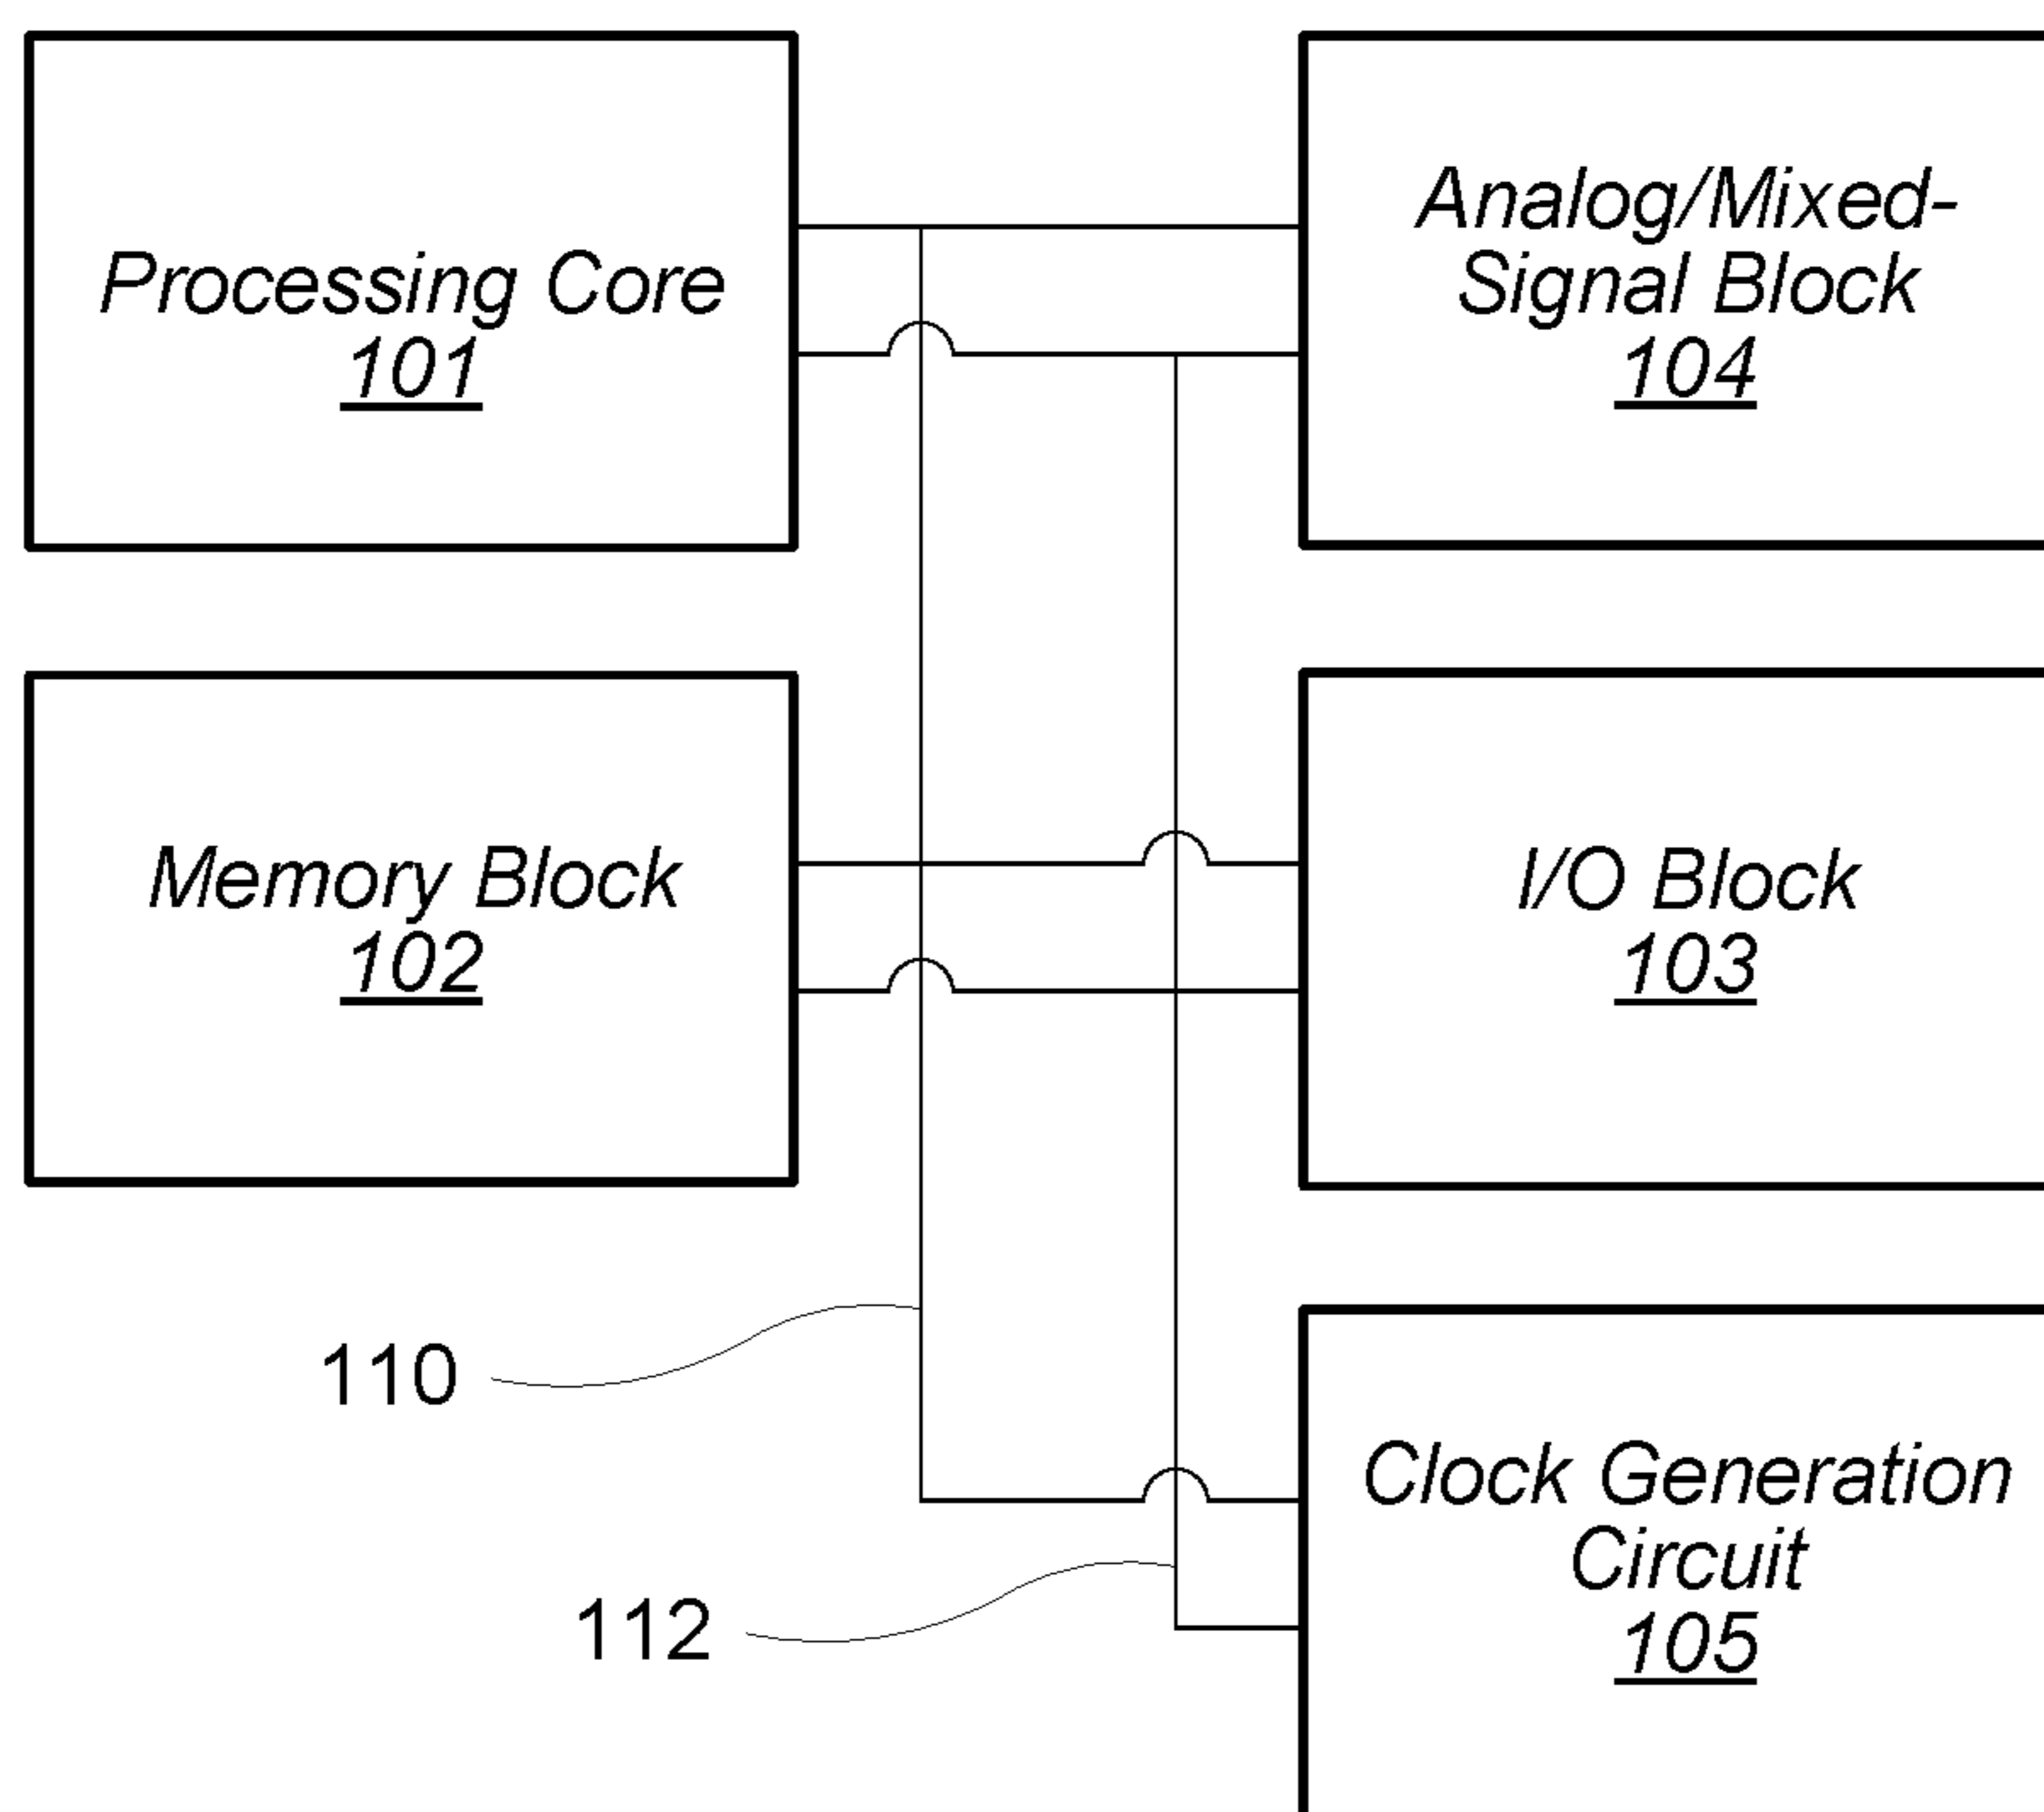 Processing Core
101
Analog/Mixed-
Signal Block
104
Memory Block
102
I/O Block
103
110
Clock Generation
Circuit
105
112